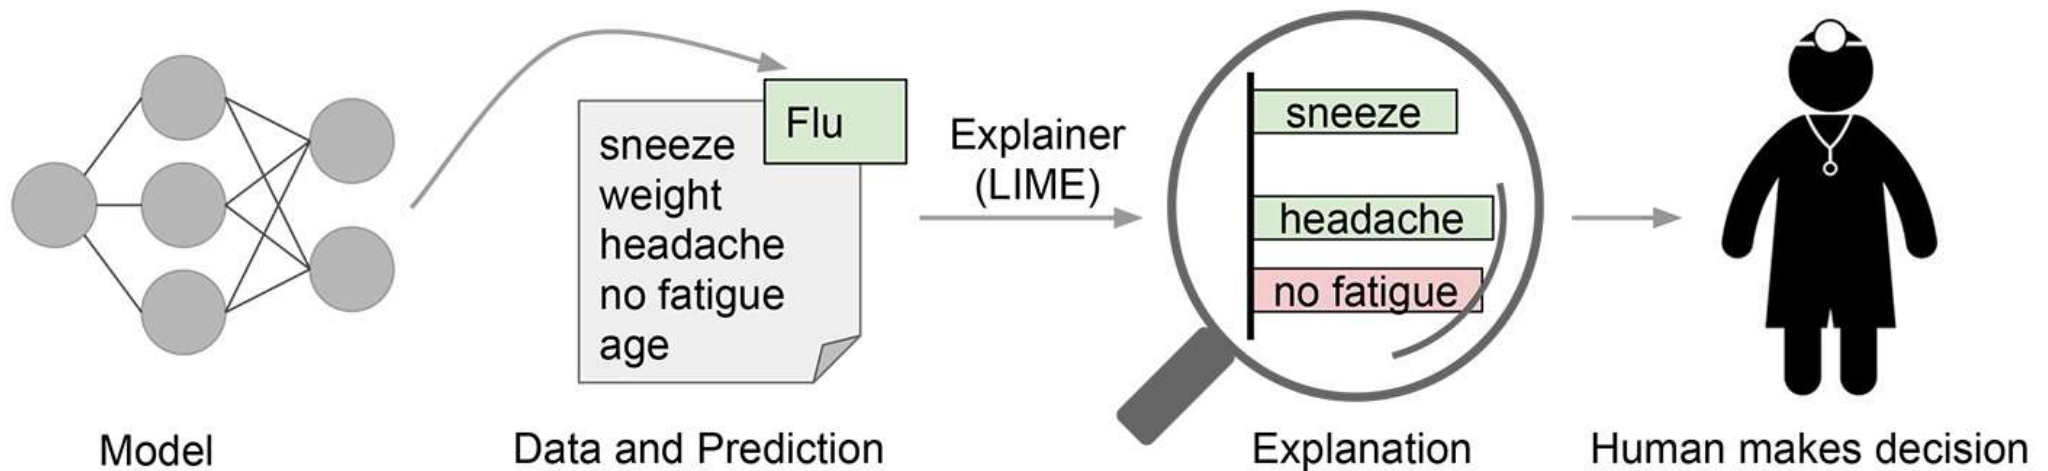 Flu
sneeze
weight
headache
no fatigue
age
Explainer
(LIME)
sneeze
headache
no fatigue
Model
Data and Prediction
Explanation
Human makes decision